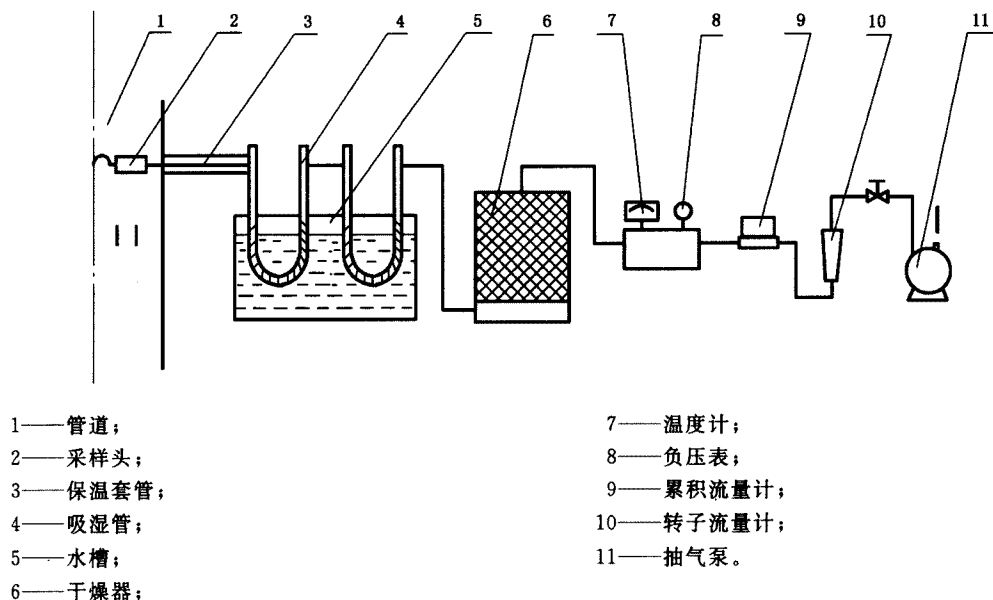 1 2 3 4 5 6 7 8 9 10 11
1——管道；
2——采样头；
3——保温套管；
4——吸湿管；
5——水槽；
6——干燥器；
7——温度计；
8——负压表；
9——累积流量计；
10——转子流量计；
11——抽气泵。